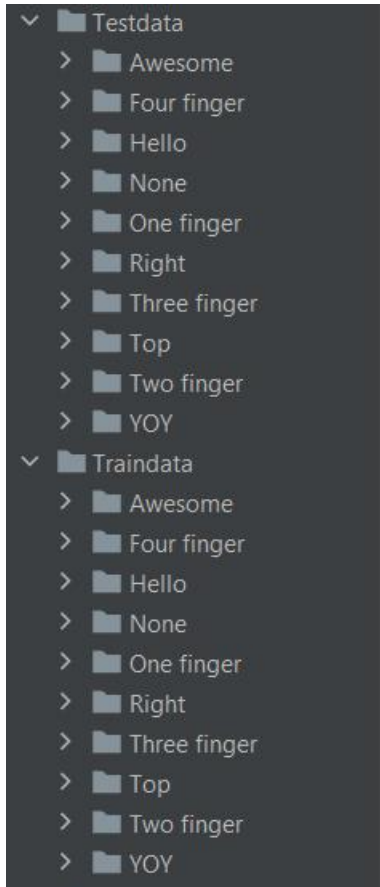 Testdata
Awesome
Four finger
Hello
None
One finger
Right
Three finger
Top
Two finger
YOY
Traindata
Awesome
Four finger
Hello
None
One finger
Right
Three finger
Top
Two finger
YOY